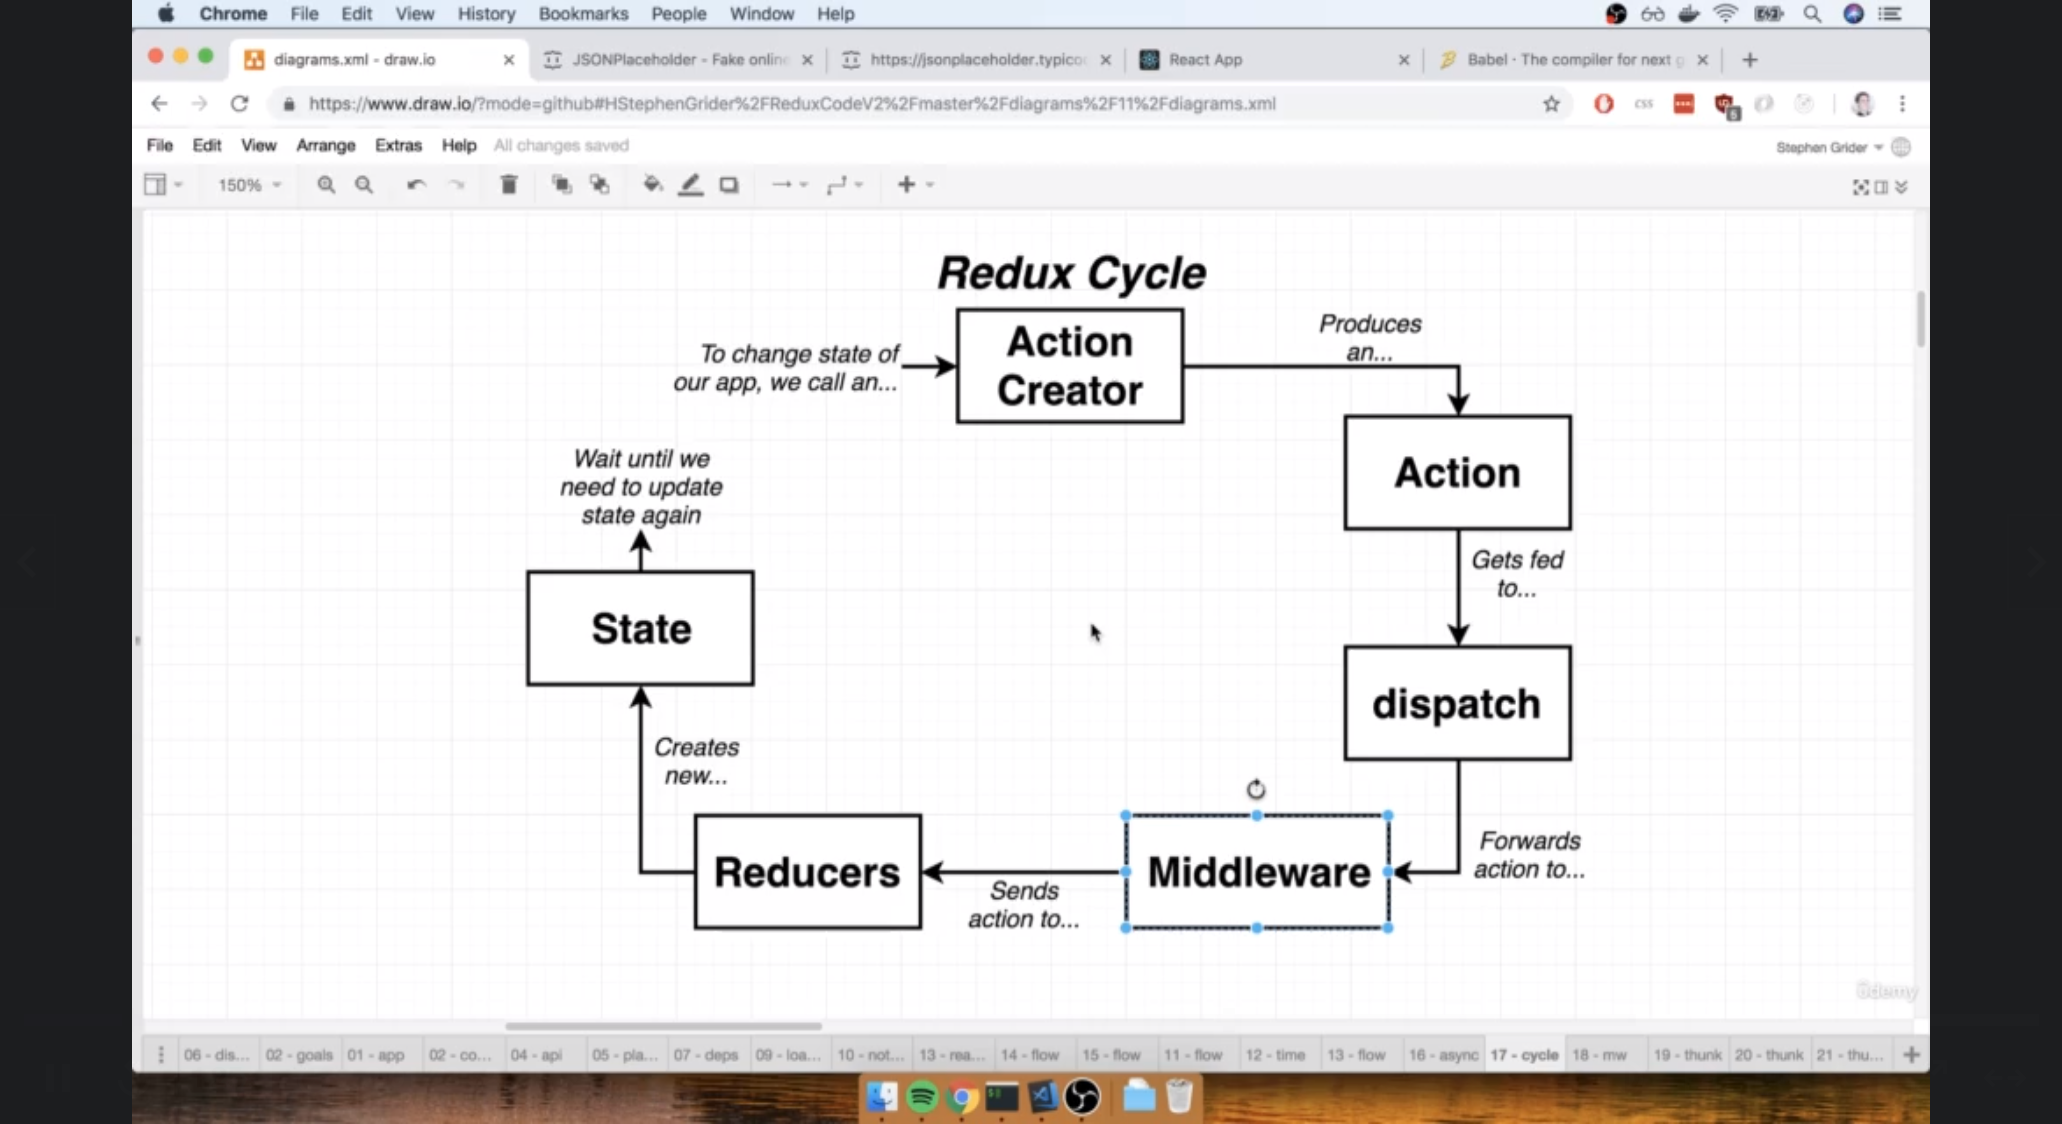 Chrome File Edit View History Bookmarks People Window Help
diagrams.xml - draw.io
JSONPlaceholder - Fake online
https://jsonplaceholder.typico
React App
Babel · The compiler for next g
https://www.draw.io/?mode=github#HStephenGrider%2FReduxCodeV2%2Fmaster%2Fdiagrams%2F11%2Fdiagrams.xml
CSS
5
File Edit View Arrange Extras Help All changes saved
Stephen Grider
150%
Redux Cycle
To change state of
our app, we call an...
Action
Creator
Produces
an...
Action
Gets fed
to...
dispatch
Forwards
action to...
Middleware
Sends
action to...
Reducers
Creates
new...
State
Wait until we
need to update
state again
ûdemy
06 - dis... 02 - goals 01 - app 02 - co... 04 - api 05 - pla... 07 - deps 09 - loa... 10 - not... 13 - rea... 14 - flow 15 - flow 11 - flow 12 - time 13 - flow 16 - async 17 - cycle 18 - mw 19 - thunk 20 - thunk 21 - thu...